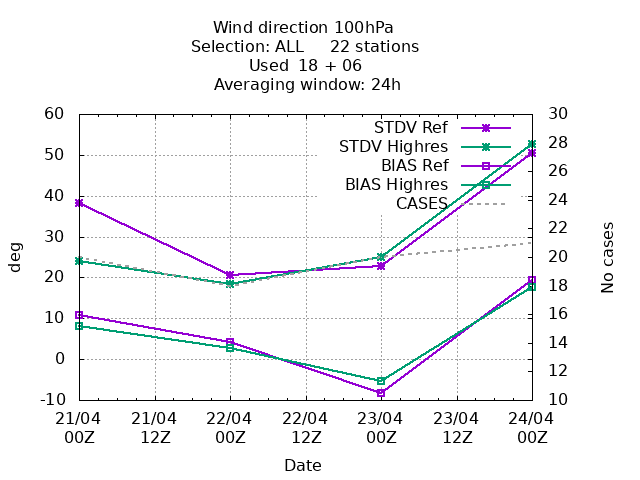 Wind direction 100hPa
Selection: ALL     22 stations
Used  18 + 06
Averaging window: 24h
60
50
40
30
20
10
0
-10
30
28
26
24
22
20
18
16
14
12
10
deg
No cases
STDV Ref
STDV Highres
BIAS Ref
BIAS Highres
CASES
21/04 21/04 22/04 22/04 23/04 23/04 24/04
00Z 12Z 00Z 12Z 00Z 12Z 00Z
Date